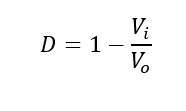 D = 1 − V_i / V_o